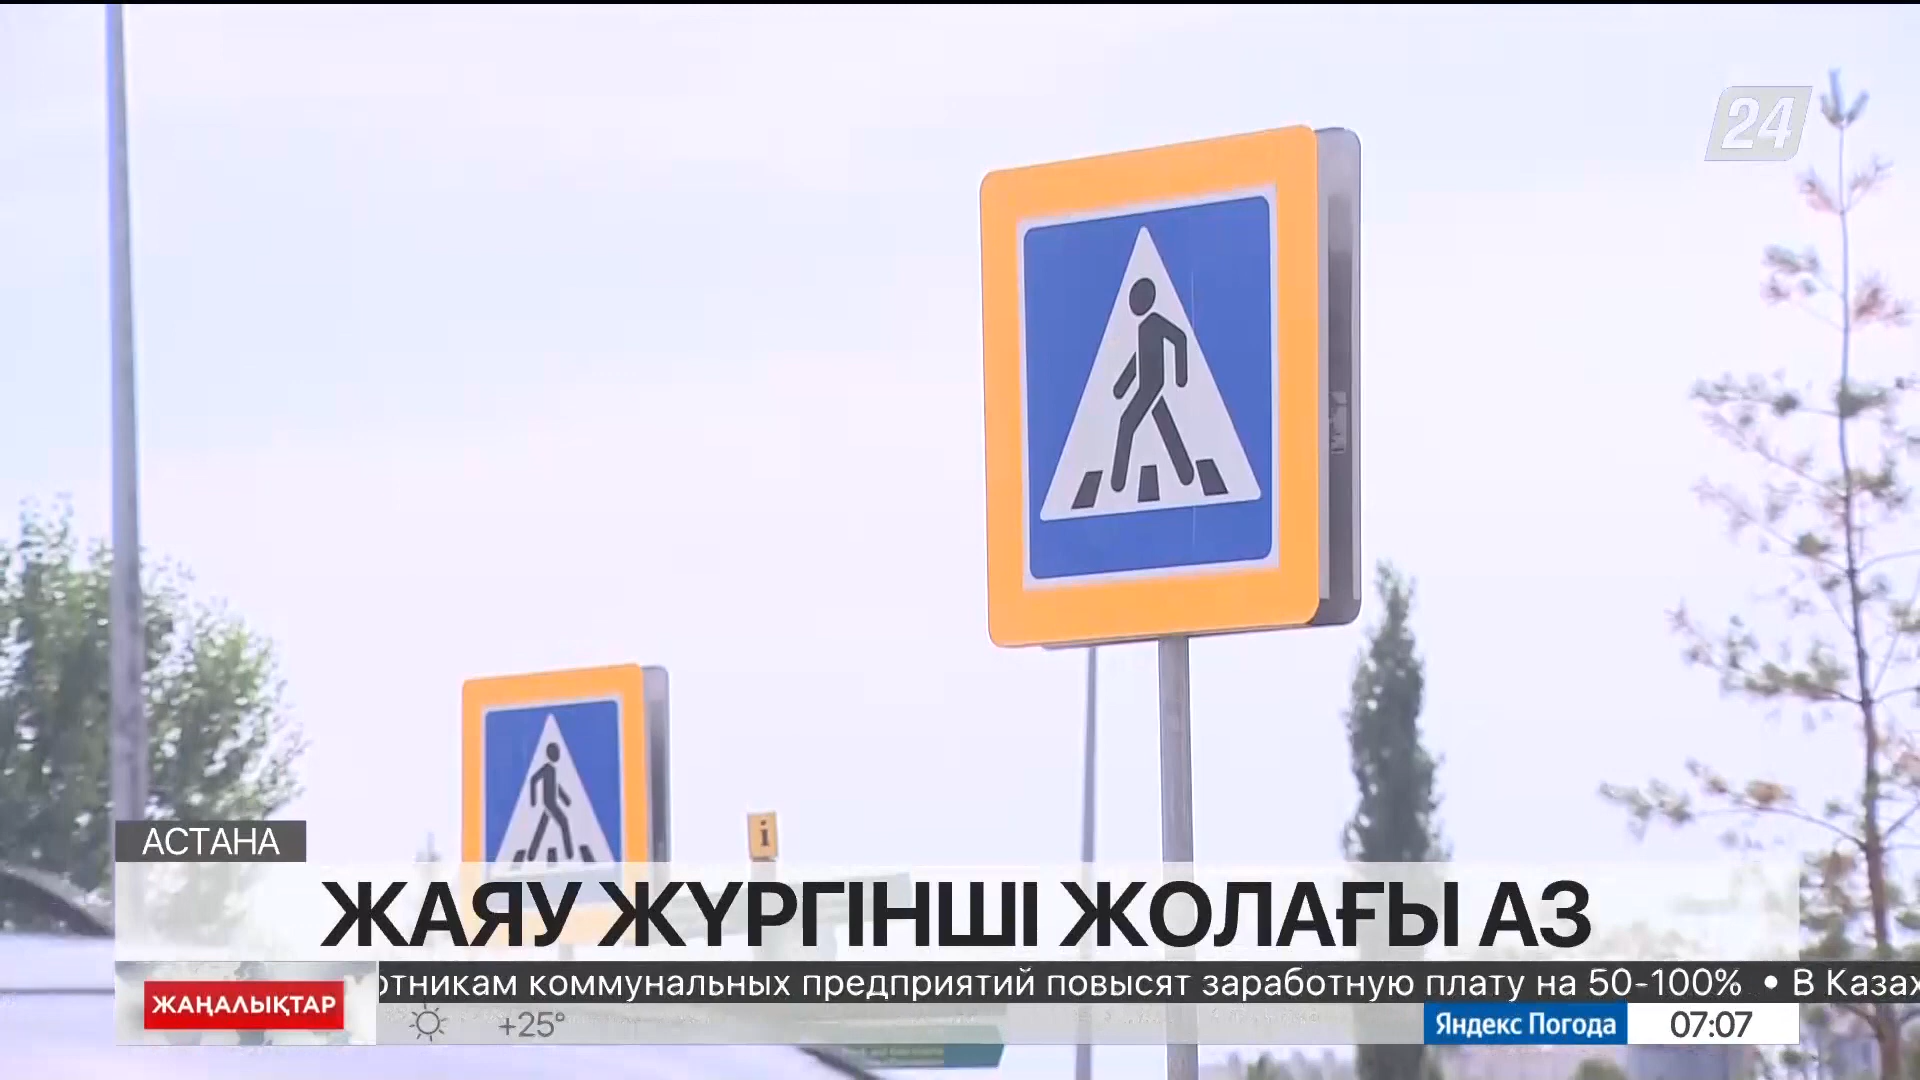 24
i
АСТАНА
ЖАЯУ ЖҮРГІНШІ ЖОЛАҒЫ АЗ
отникам коммунальных предприятий повысят заработную плату на 50-100% • В Казах
ЖАҢАЛЫҚТАР
+25°
Яндекс Погода
07:07